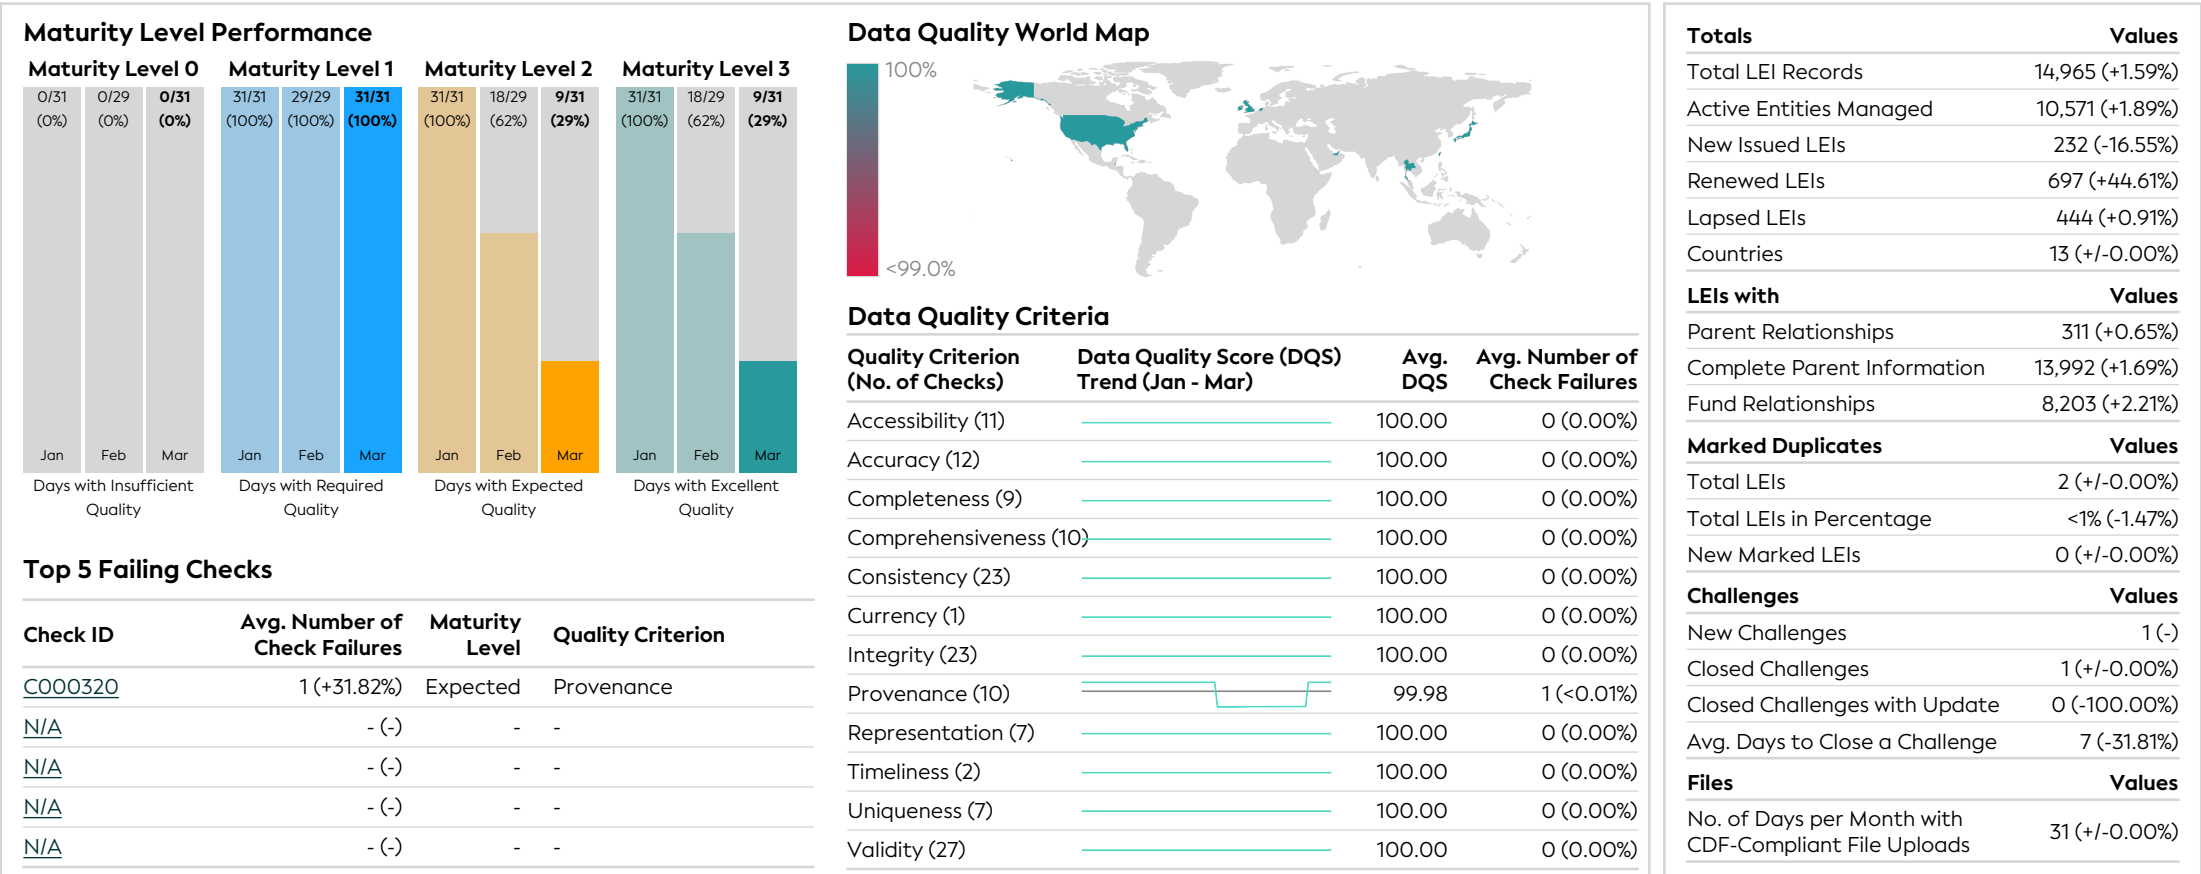 Maturity Level Performance
Maturity Level 0
0/31 0/29 0/31
(0%) (0%) (0%)
Jan Feb Mar
Days with Insufficient
Quality
Maturity Level 1
31/31 29/29 31/31
(100%) (100%) (100%)
Jan Feb Mar
Days with Required
Quality
Maturity Level 2
31/31 18/29 9/31
(100%) (62%) (29%)
Jan Feb Mar
Days with Expected
Quality
Maturity Level 3
31/31 18/29 9/31
(100%) (62%) (29%)
Jan Feb Mar
Days with Excellent
Quality
Top 5 Failing Checks
Check ID Avg. Number of Check Failures Maturity Level Quality Criterion
C000320 1 (+31.82%) Expected Provenance
N/A - (-) - -
N/A - (-) - -
N/A - (-) - -
N/A - (-) - -
Data Quality World Map
100%
<99.0%
Data Quality Criteria
Quality Criterion Data Quality Score (DQS) Avg. Avg. Number of
(No. of Checks) Trend (Jan - Mar) DQS Check Failures
Accessibility (11) 100.00 0 (0.00%)
Accuracy (12) 100.00 0 (0.00%)
Completeness (9) 100.00 0 (0.00%)
Comprehensiveness (10) 100.00 0 (0.00%)
Consistency (23) 100.00 0 (0.00%)
Currency (1) 100.00 0 (0.00%)
Integrity (23) 100.00 0 (0.00%)
Provenance (10) 99.98 1 (<0.01%)
Representation (7) 100.00 0 (0.00%)
Timeliness (2) 100.00 0 (0.00%)
Uniqueness (7) 100.00 0 (0.00%)
Validity (27) 100.00 0 (0.00%)
Totals Values
Total LEI Records 14,965 (+1.59%)
Active Entities Managed 10,571 (+1.89%)
New Issued LEIs 232 (-16.55%)
Renewed LEIs 697 (+44.61%)
Lapsed LEIs 444 (+0.91%)
Countries 13 (+/-0.00%)
LEIs with Values
Parent Relationships 311 (+0.65%)
Complete Parent Information 13,992 (+1.69%)
Fund Relationships 8,203 (+2.21%)
Marked Duplicates Values
Total LEIs 2 (+/-0.00%)
Total LEIs in Percentage <1% (-1.47%)
New Marked LEIs 0 (+/-0.00%)
Challenges Values
New Challenges 1 (-)
Closed Challenges 1 (+/-0.00%)
Closed Challenges with Update 0 (-100.00%)
Avg. Days to Close a Challenge 7 (-31.81%)
Files Values
No. of Days per Month with
CDF-Compliant File Uploads 31 (+/-0.00%)